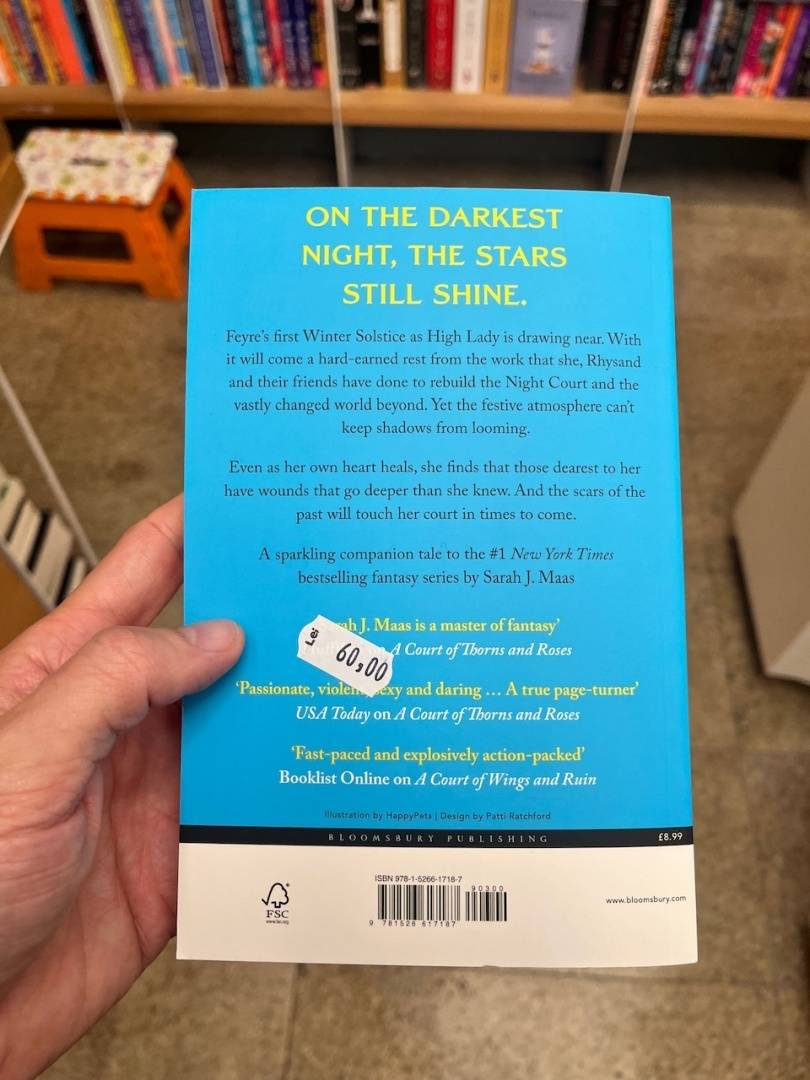 ON THE DARKEST
NIGHT, THE STARS
STILL SHINE.
Feyre's first Winter Solstice as High Lady is drawing near. With
it will come a hard-earned rest from the work that she, Rhysand
and their friends have done to rebuild the Night Court and the
vastly changed world beyond. Yet the festive atmosphere can't
keep shadows from looming.
Even as her own heart heals, she finds that those dearest to her
have wounds that go deeper than she knew. And the scars of the
past will touch her court in times to come.
A sparkling companion tale to the #1 New York Times
bestselling fantasy series by Sarah J. Maas
J. Maas is a master of fantasy'
A Court of Thorns and Roses
Lei
60,00
'Passionate, violent, sexy and daring … A true page-turner'
USA Today on A Court of Thorns and Roses
'Fast-paced and explosively action-packed'
Booklist Online on A Court of Wings and Ruin
Illustration by HappyPets | Design by Patti Ratchford
BLOOMSBURY PUBLISHING
£8.99
ISBN 978-1-5266-1718-7
90300
9 781526 617187
FSC
www.fsc.org
www.bloomsbury.com